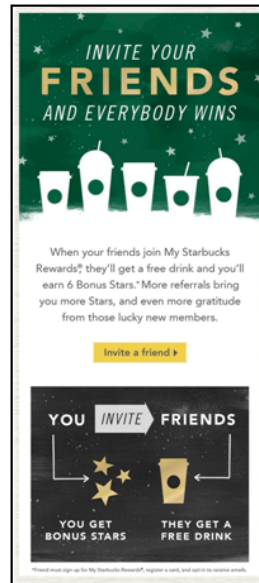 INVITE YOUR
FRIENDS
AND EVERYBODY WINS
When your friends join My Starbucks
Rewards®, they'll get a free drink and you'll
earn 6 Bonus Stars.* More referrals bring
you more Stars, and even more gratitude
from those lucky new members.
Invite a friend
YOU INVITE FRIENDS
YOU GET THEY GET A
BONUS STARS FREE DRINK
*Friend must sign up for My Starbucks Rewards®, register a card, and opt-in to receive emails.